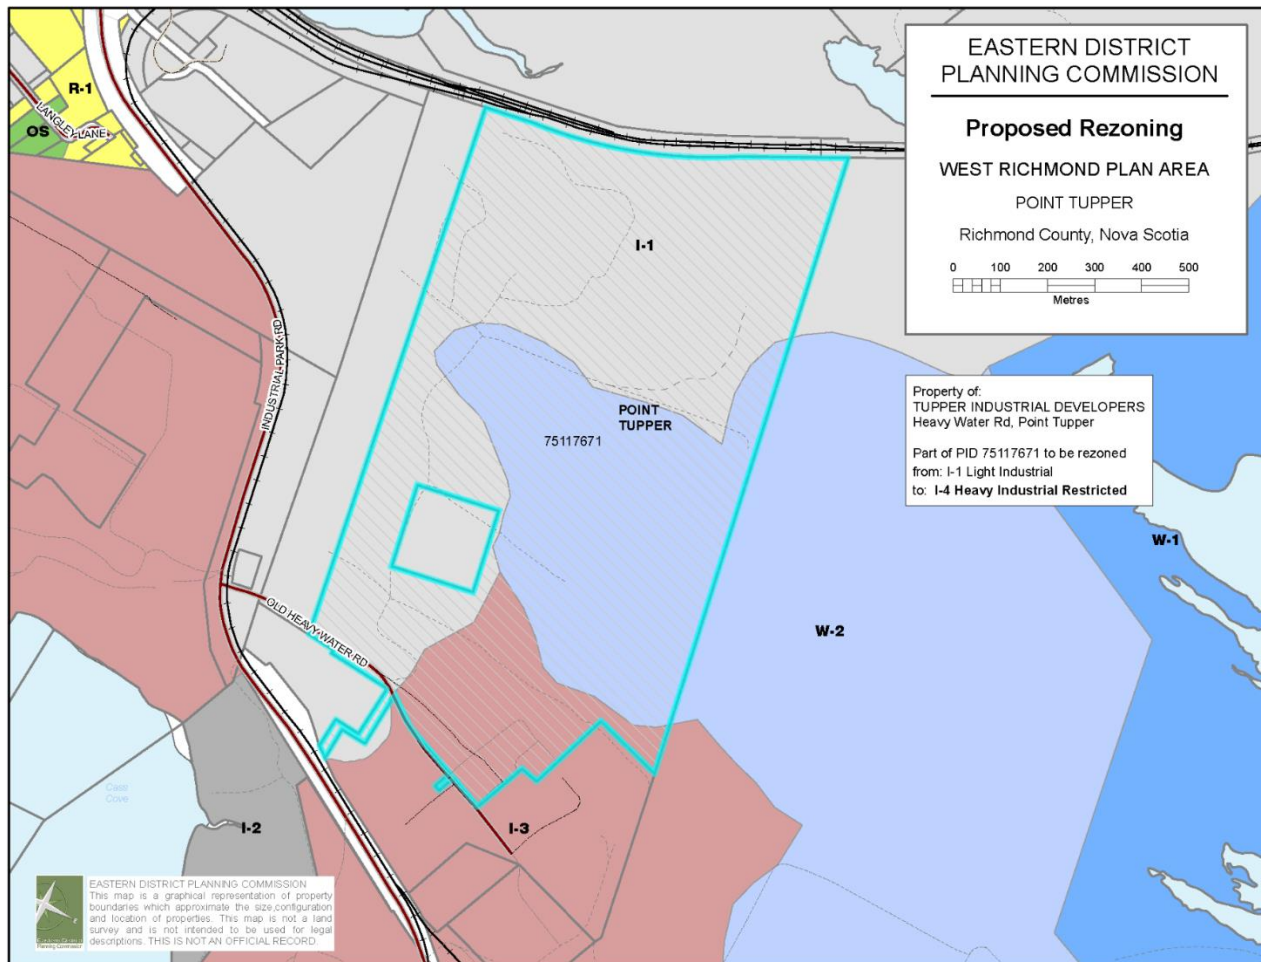 EASTERN DISTRICT
PLANNING COMMISSION
Proposed Rezoning
WEST RICHMOND PLAN AREA
POINT TUPPER
Richmond County, Nova Scotia
0 100 200 300 400 500
Metres
Property of:
TUPPER INDUSTRIAL DEVELOPERS
Heavy Water Rd, Point Tupper
Part of PID 75117671 to be rezoned
from: I-1 Light Industrial
to: I-4 Heavy Industrial Restricted
R-1
OS
LANGLEY LANE
I-1
INDUSTRIAL PARK RD
POINT
TUPPER
75117671
W-1
OLD HEAVY WATER RD
W-2
Cove
I-2
I-3
EASTERN DISTRICT PLANNING COMMISSION
This map is a graphical representation of property
boundaries which approximate the size,configuration
and location of properties. This map is not a land
survey and is not intended to be used for legal
descriptions. THIS IS NOT AN OFFICIAL RECORD.